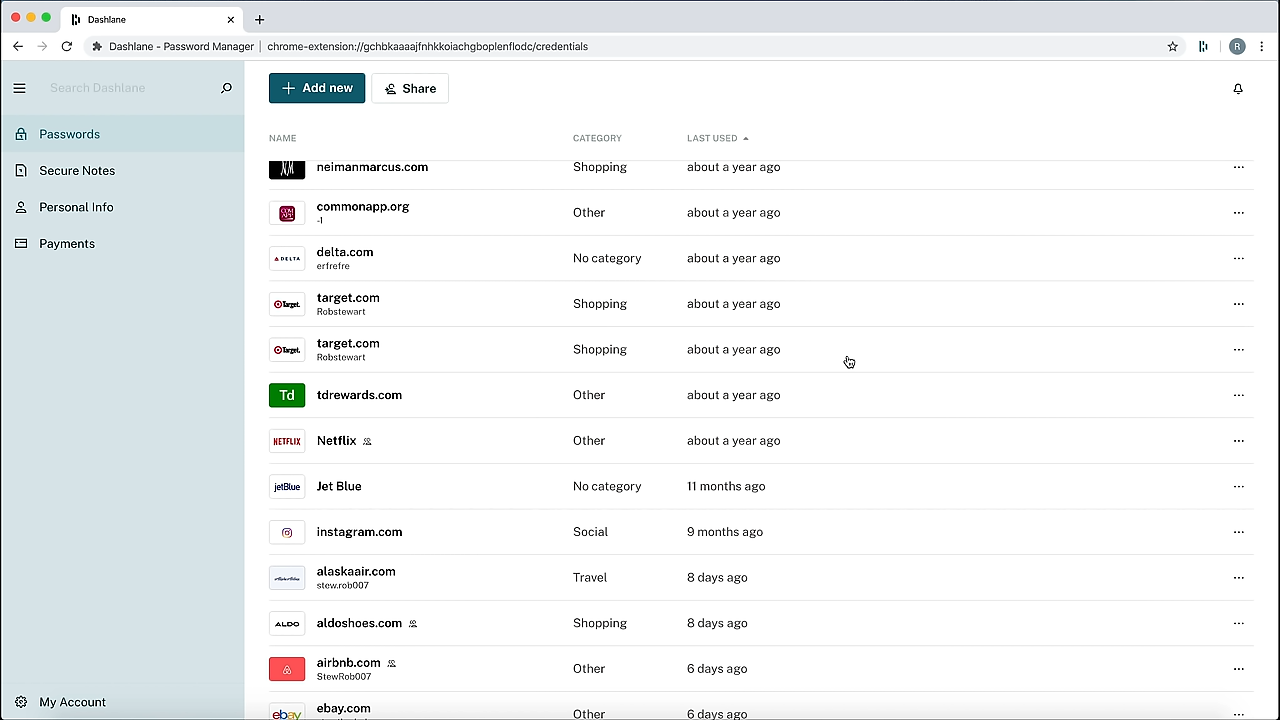 Dashlane
Dashlane - Password Manager | chrome-extension://gchbkaaaajfnhkkoiachgboplenflodc/credentials
R
Search Dashlane
Passwords
Secure Notes
Personal Info
Payments
My Account
Add new
Share
NAME CATEGORY LAST USED
neimanmarcus.com Shopping about a year ago
commonapp.org Other about a year ago
-1
DELTA delta.com No category about a year ago
erfrefre
Target. target.com Shopping about a year ago
Robstewart
Target. target.com Shopping about a year ago
Robstewart
Td tdrewards.com Other about a year ago
NETFLIX Netflix Other about a year ago
jetBlue Jet Blue No category 11 months ago
instagram.com Social 9 months ago
alaskaair.com Travel 8 days ago
stew.rob007
ALDO aldoshoes.com Shopping 8 days ago
airbnb.com Other 6 days ago
StewRob007
ebay ebay.com Other 6 days ago